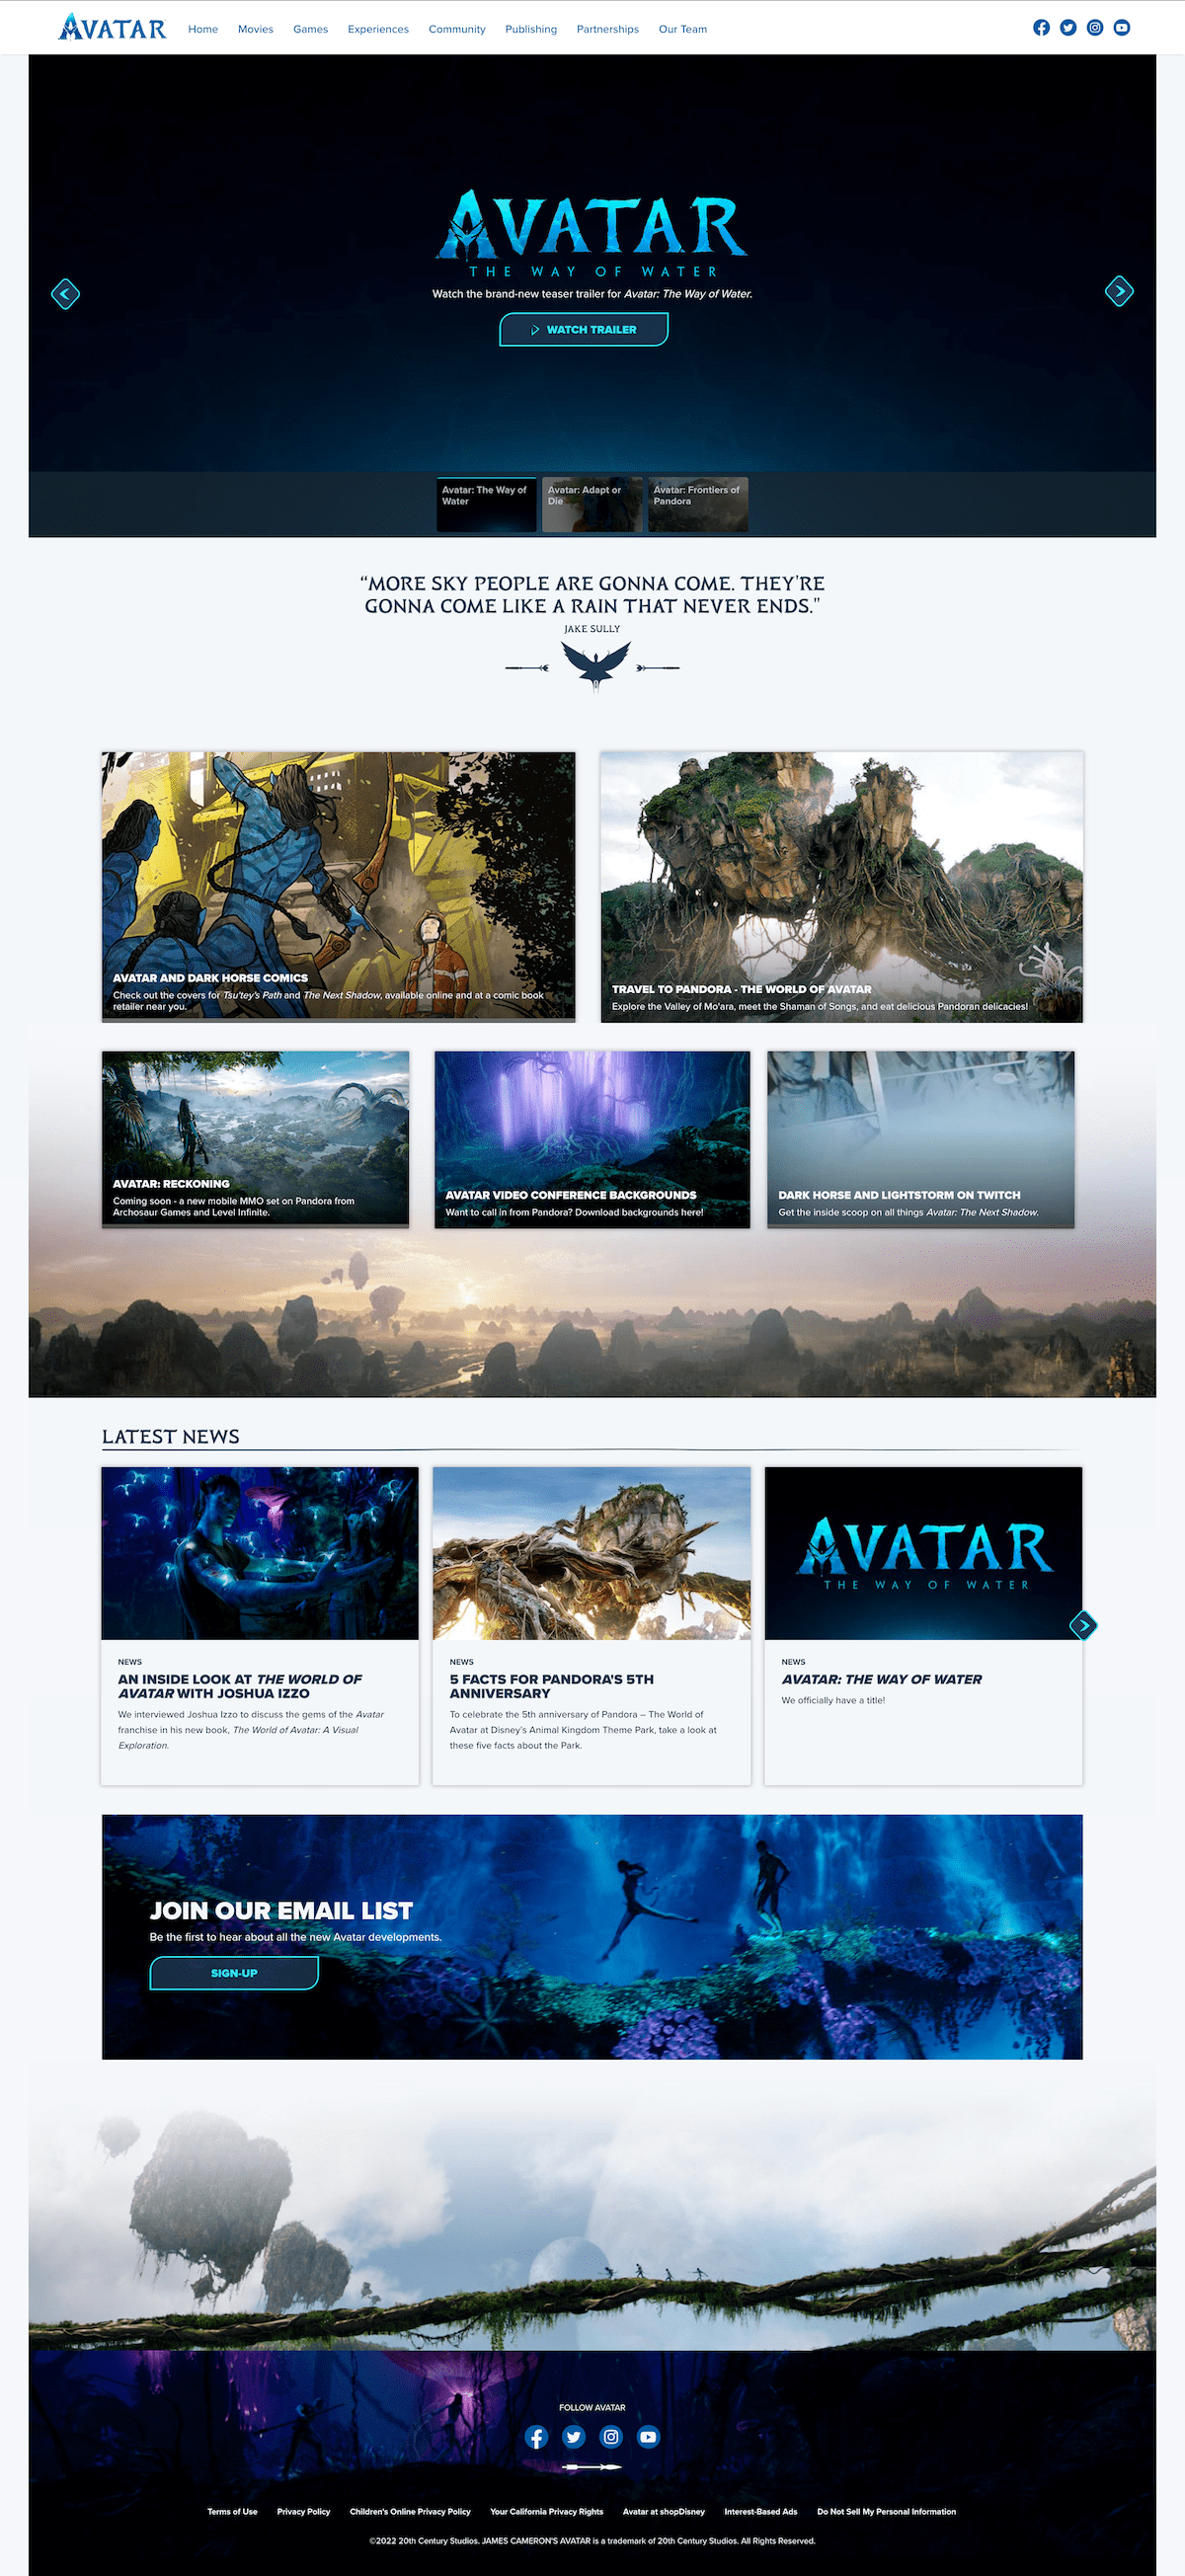 AVATAR
Home Movies Games Experiences Community Publishing Partnerships Our Team
AVATAR
THE WAY OF WATER
Watch the brand-new teaser trailer for Avatar: The Way of Water.
WATCH TRAILER
Avatar: The Way of
Water
Avatar: Adapt or
Die
Avatar: Frontiers of
Pandora
“MORE SKY PEOPLE ARE GONNA COME. THEY'RE
GONNA COME LIKE A RAIN THAT NEVER ENDS."
JAKE SULLY
AVATAR AND DARK HORSE COMICS
Check out the covers for Tsu'tey's Path and The Next Shadow, available online and at a comic book
retailer near you.
TRAVEL TO PANDORA - THE WORLD OF AVATAR
Explore the Valley of Mo'ara, meet the Shaman of Songs, and eat delicious Pandoran delicacies!
AVATAR: RECKONING
Coming soon - a new mobile MMO set on Pandora from
Archosaur Games and Level Infinite.
AVATAR VIDEO CONFERENCE BACKGROUNDS
Want to call in from Pandora? Download backgrounds here!
DARK HORSE AND LIGHTSTORM ON TWITCH
Get the inside scoop on all things Avatar: The Next Shadow.
LATEST NEWS
NEWS
AN INSIDE LOOK AT THE WORLD OF
AVATAR WITH JOSHUA IZZO
We interviewed Joshua Izzo to discuss the gems of the Avatar
franchise in his new book, The World of Avatar: A Visual
Exploration.
NEWS
5 FACTS FOR PANDORA'S 5TH
ANNIVERSARY
To celebrate the 5th anniversary of Pandora – The World of
Avatar at Disney's Animal Kingdom Theme Park, take a look at
these five facts about the Park.
AVATAR
THE WAY OF WATER
NEWS
AVATAR: THE WAY OF WATER
We officially have a title!
JOIN OUR EMAIL LIST
Be the first to hear about all the new Avatar developments.
SIGN-UP
FOLLOW AVATAR
Terms of Use Privacy Policy Children's Online Privacy Policy Your California Privacy Rights Avatar at shopDisney Interest-Based Ads Do Not Sell My Personal Information
©2022 20th Century Studios. JAMES CAMERON'S AVATAR is a trademark of 20th Century Studios. All Rights Reserved.